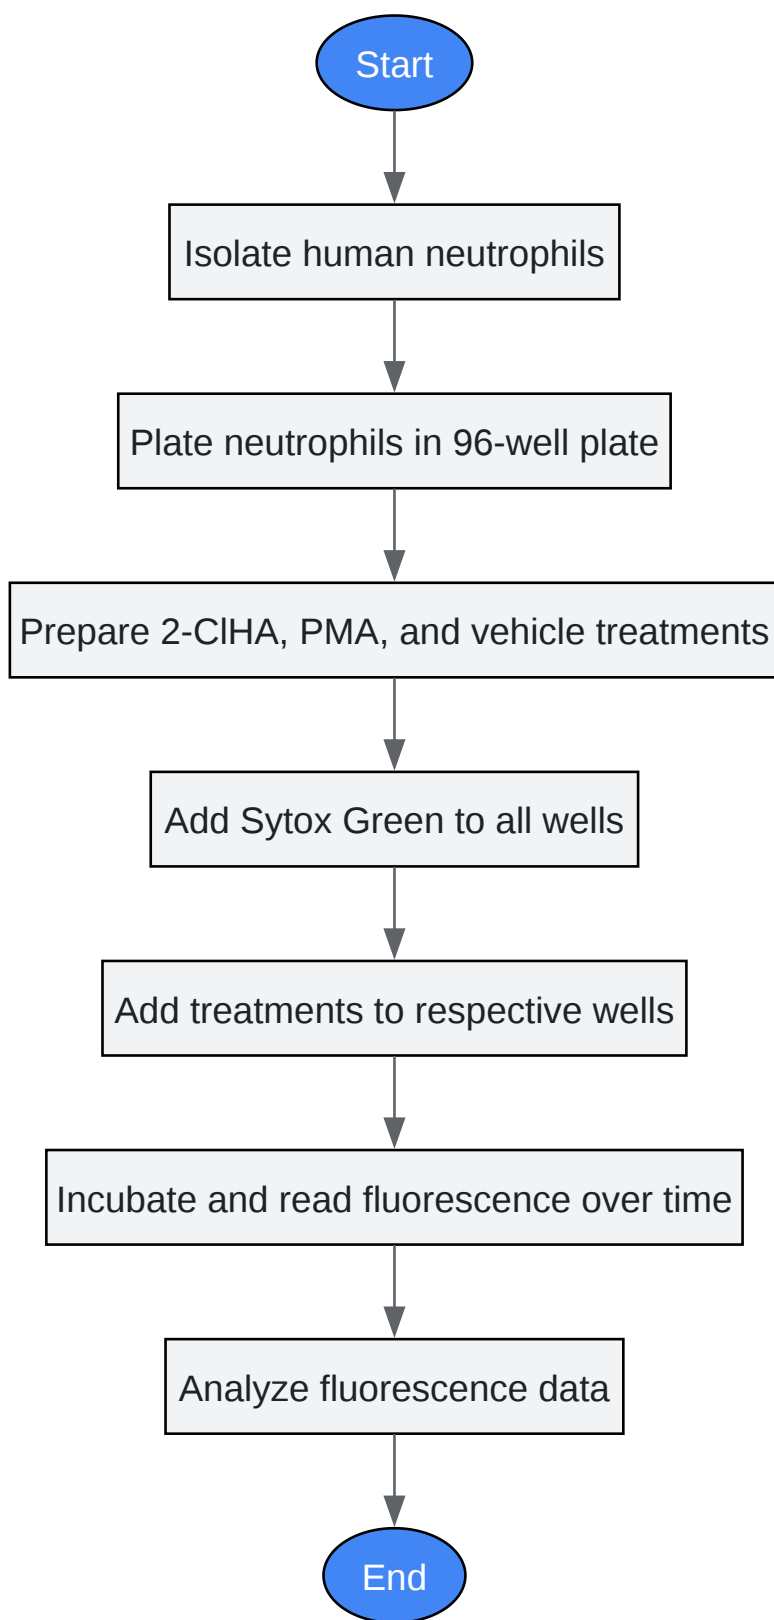 Start
Isolate human neutrophils
Plate neutrophils in 96-well plate
Prepare 2-ClHA, PMA, and vehicle treatments
Add Sytox Green to all wells
Add treatments to respective wells
Incubate and read fluorescence over time
Analyze fluorescence data
End